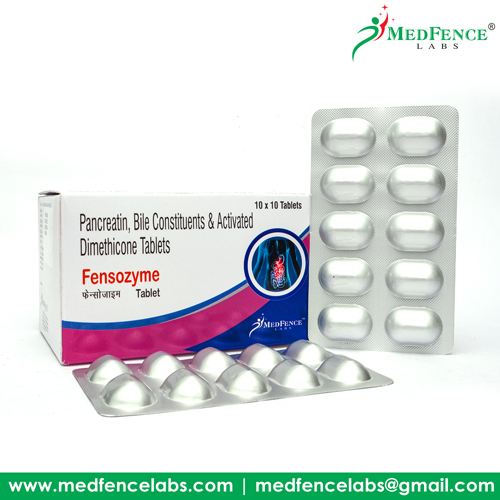 MEDFENCE®
LABS
10 x 10 Tablets
Pancreatin, Bile Constituents & Activated
Dimethicone Tablets
Fensozyme
फेन्सोजाइम Tablet
MEDFENCE
LABS
www.medfencelabs.com | medfencelabs@gmail.com